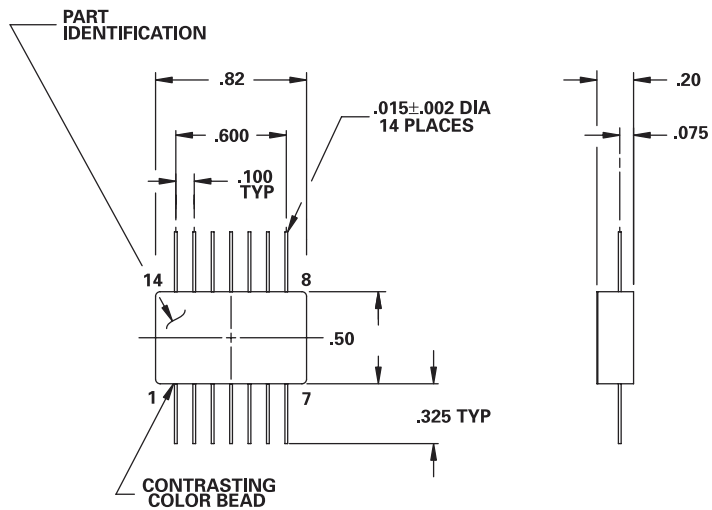 PART
IDENTIFICATION
.82
.20
.015±.002 DIA
14 PLACES
.600
.075
.100
TYP
14
8
.50
1
7
.325 TYP
CONTRASTING
COLOR BEAD